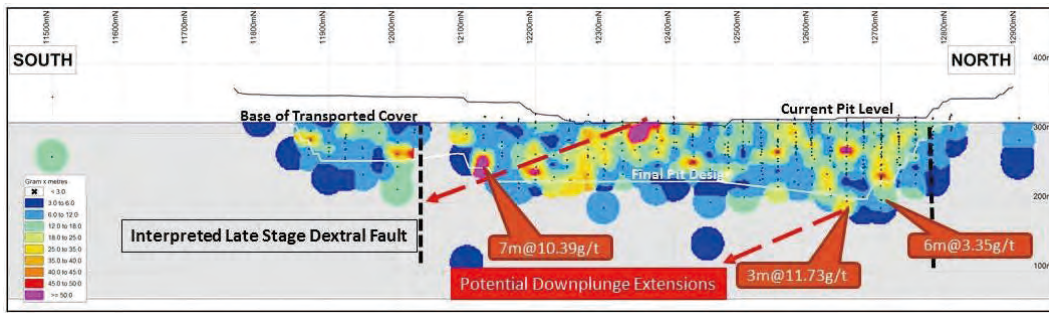 11500mN
11600mN
11700mN
11800mN
11900mN
12000mN
12100mN
12200mN
12300mN
12400mN
12500mN
12600mN
12700mN
12800mN
12900mN
SOUTH
NORTH
400m
Base of Transported Cover
Current Pit Level
300m
Gram x metres
< 3.0
3.0 to 6.0
6.0 to 12.0
12.0 to 18.0
18.0 to 25.0
25.0 to 35.0
35.0 to 40.0
40.0 to 45.0
45.0 to 50.0
>= 50.0
Final Pit Design
200m
Interpreted Late Stage Dextral Fault
7m@10.39g/t
6m@3.35g/t
3m@11.73g/t
Potential Downplunge Extensions
100m